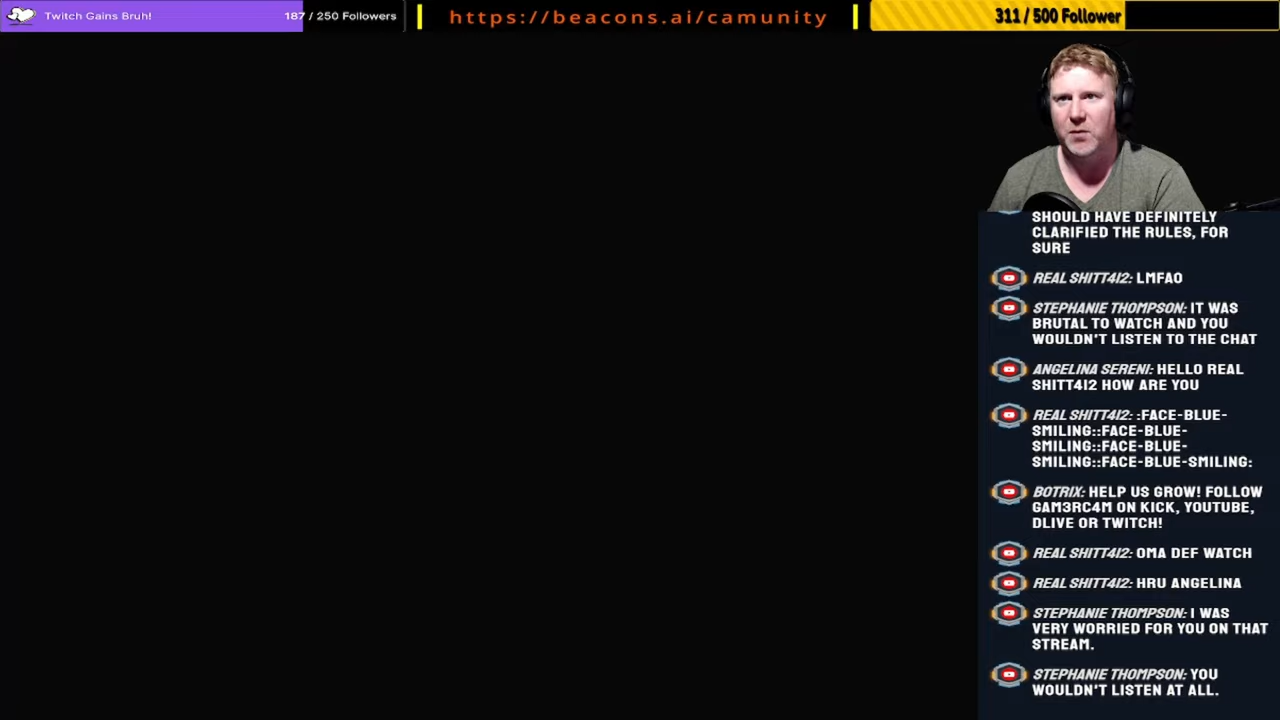 Twitch Gains Bruh!
187 / 250 Followers
https://beacons.ai/camunity
311 / 500 Follower
SHOULD HAVE DEFINITELY
CLARIFIED THE RULES, FOR
SURE
REAL SHITT412: LMFAO
STEPHANIE THOMPSON: IT WAS
BRUTAL TO WATCH AND YOU
WOULDN'T LISTEN TO THE CHAT
ANGELINA SERENI: HELLO REAL
SHITT412 HOW ARE YOU
REAL SHITT412: :FACE-BLUE-
SMILING::FACE-BLUE-
SMILING::FACE-BLUE-
SMILING::FACE-BLUE-SMILING:
BOTRIX: HELP US GROW! FOLLOW
GAM3RC4M ON KICK, YOUTUBE,
DLIVE OR TWITCH!
REAL SHITT412: OMA DEF WATCH
REAL SHITT412: HRU ANGELINA
STEPHANIE THOMPSON: I WAS
VERY WORRIED FOR YOU ON THAT
STREAM.
STEPHANIE THOMPSON: YOU
WOULDN'T LISTEN AT ALL.